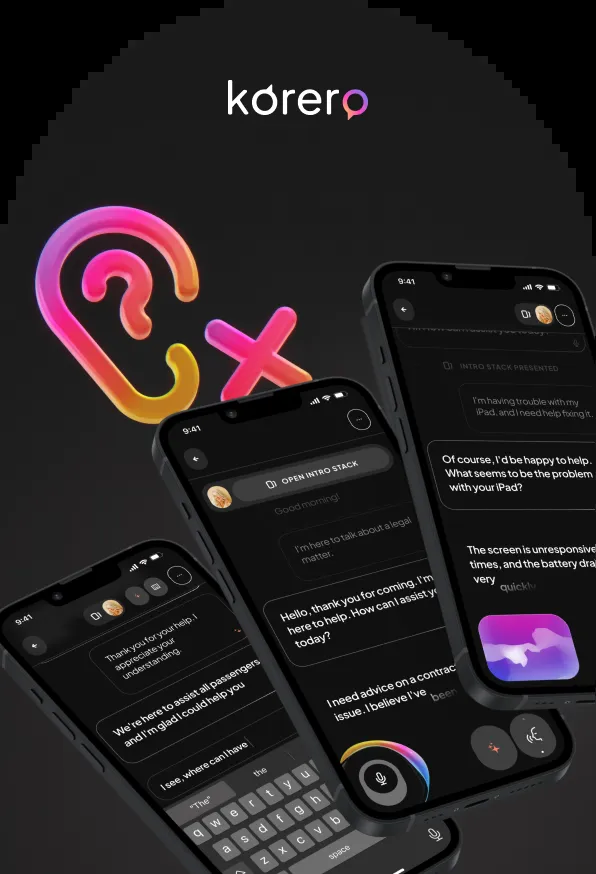 kōrero
9:41
INTRO STACK PRESENTED
I'm having trouble with my
iPad, and I need help fixing it.
Of course, I'd be happy to help.
What seems to be the problem
with your iPad?
The screen is unresponsive
times, and the battery
very quickly
9:41
OPEN INTRO STACK
Good morning!
I'm here to talk about a legal
matter.
Hello, thank you for coming. I'm
here to help. How can I assist
today?
I need advice on a contrac
issue. I believe I've been
9:41
Thank you for your help. I
appreciate your
understanding.
We're here to assist all passengers
and I'm glad I could help you
I see, where can I have
"The"
the
q w e r t y u
a s d f g h
z x c v b
space